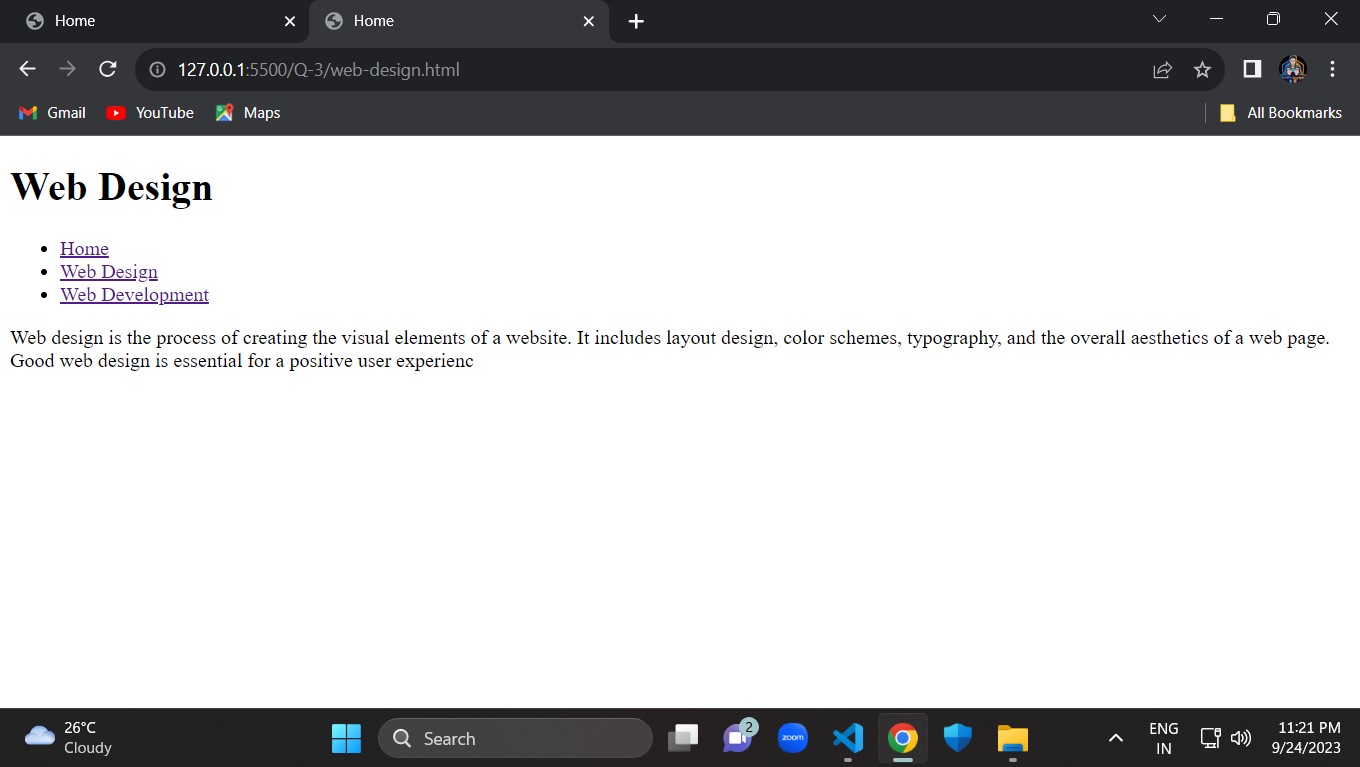 Home
Home
127.0.0.1:5500/Q-3/web-design.html
Gmail
YouTube
Maps
All Bookmarks
Web Design
Home
Web Design
Web Development
Web design is the process of creating the visual elements of a website. It includes layout design, color schemes, typography, and the overall aesthetics of a web page.
Good web design is essential for a positive user experienc
26°C
Cloudy
Search
2
zoom
ENG
IN
11:21 PM
9/24/2023